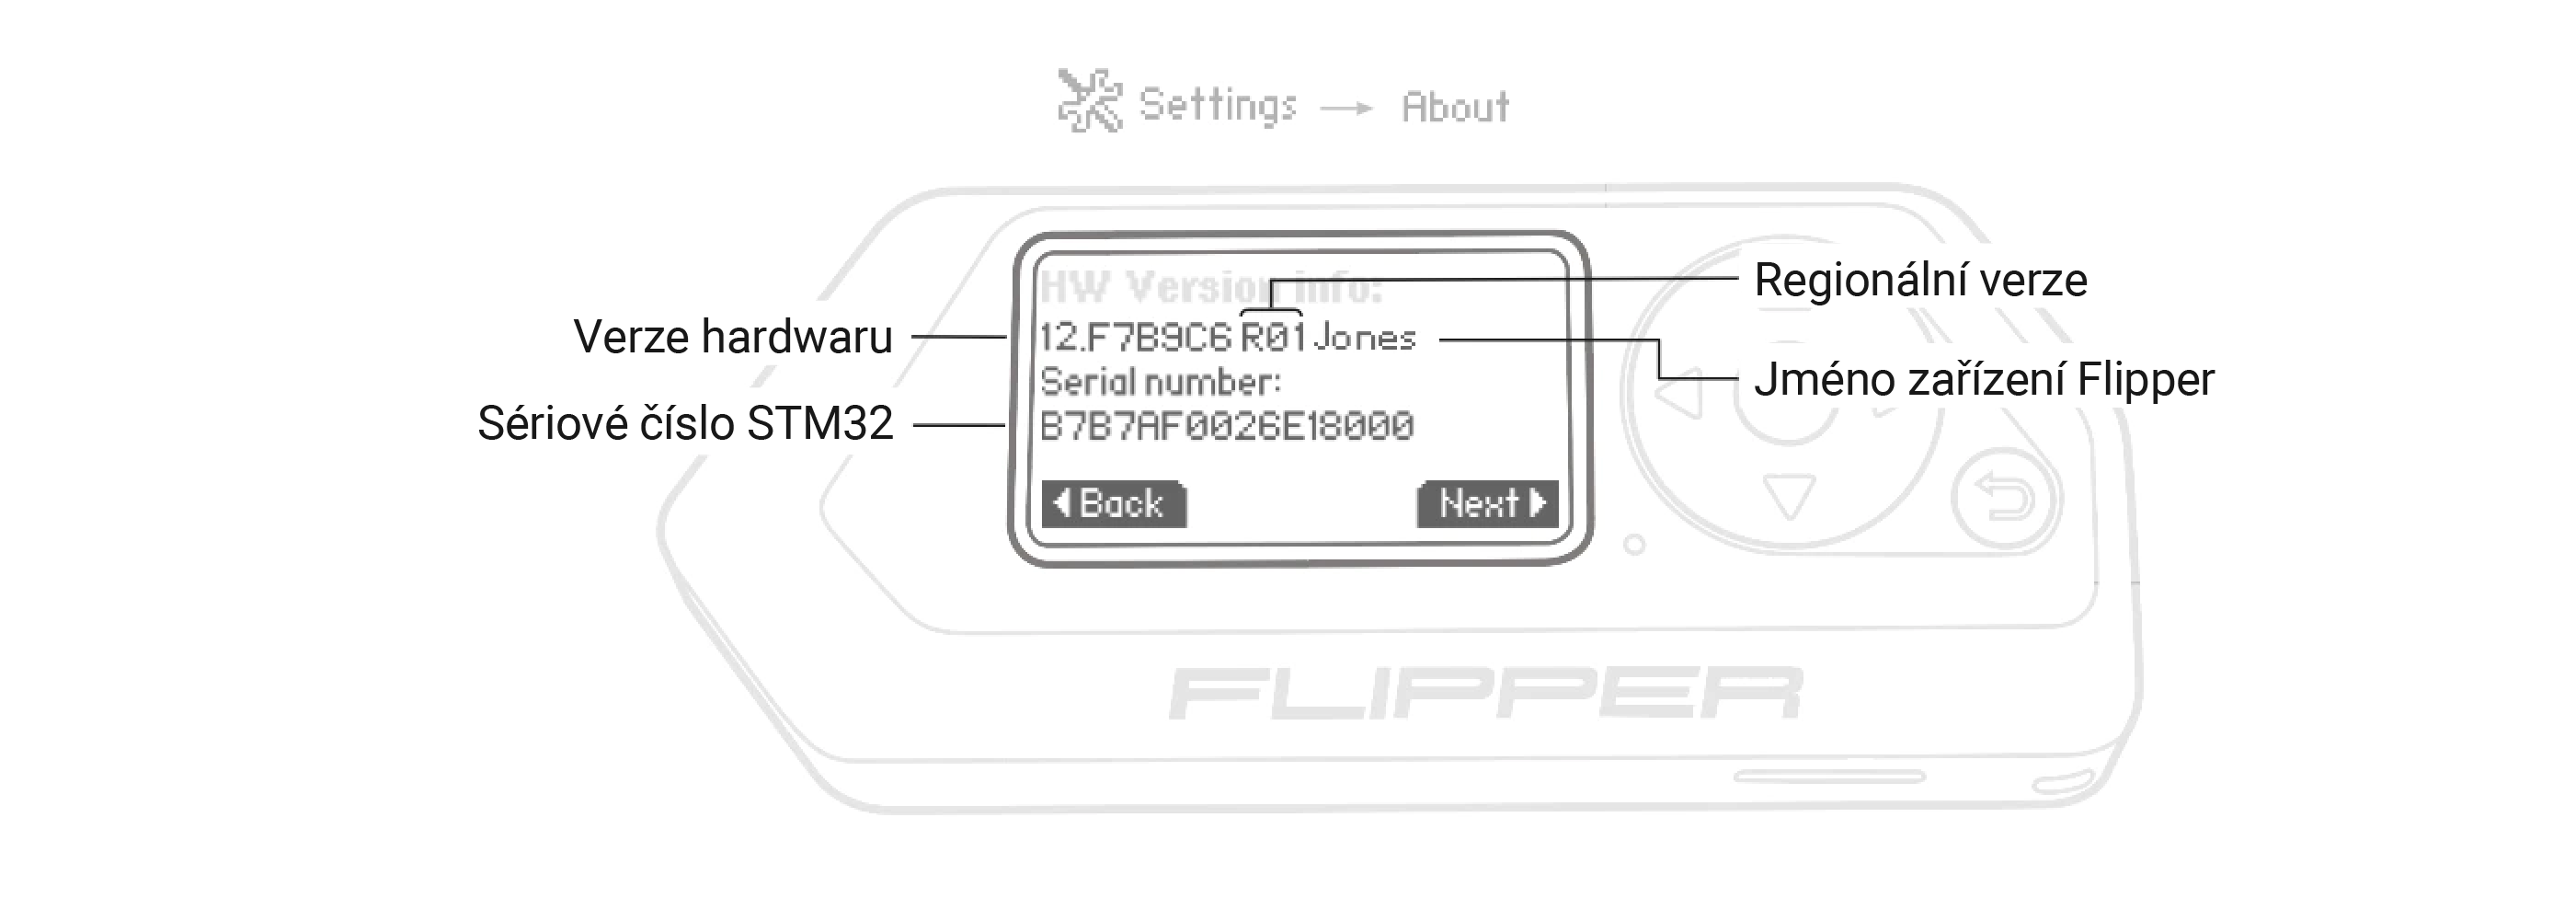 Settings → About
HW Version info:
Regionální verze
Verze hardwaru
12.F7B9C6 R01 Jones
Jméno zařízení Flipper
Serial number:
Sériové číslo STM32
B7B7AF0026E18000
Back
Next
FLIPPER